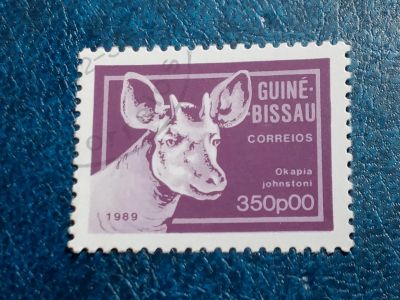 GUINÉ-
BISSAU
CORREIOS
Okapia
johnstoni
350p00
1989